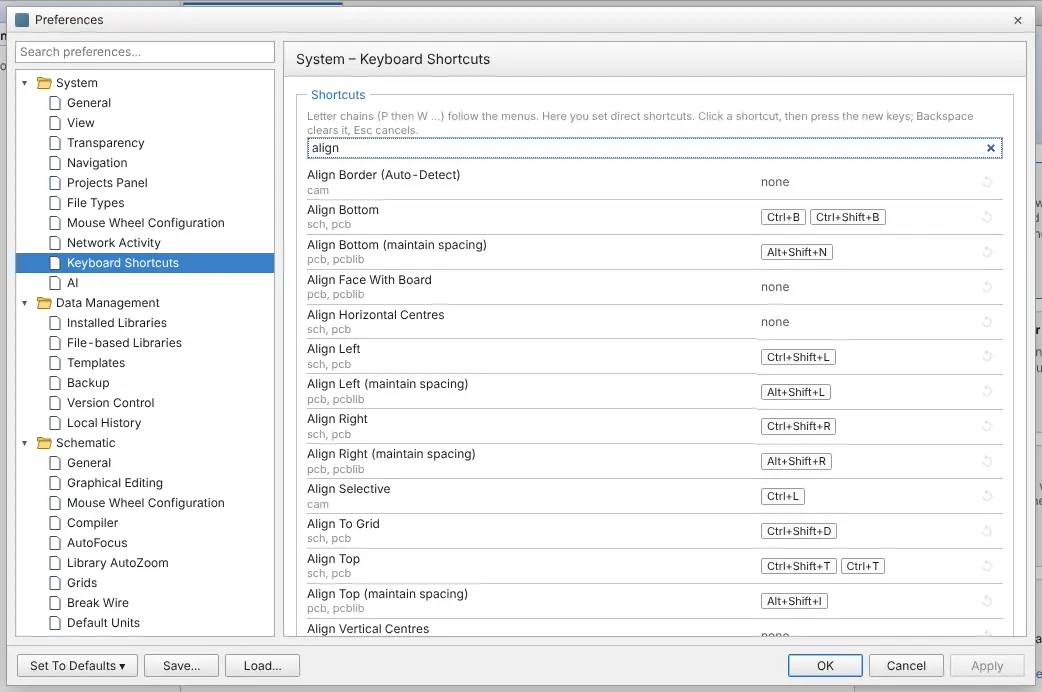 Preferences
Search preferences...
System
General
View
Transparency
Navigation
Projects Panel
File Types
Mouse Wheel Configuration
Network Activity
Keyboard Shortcuts
AI
Data Management
Installed Libraries
File-based Libraries
Templates
Backup
Version Control
Local History
Schematic
General
Graphical Editing
Mouse Wheel Configuration
Compiler
AutoFocus
Library AutoZoom
Grids
Break Wire
Default Units
System – Keyboard Shortcuts
Shortcuts
Letter chains (P then W ...) follow the menus. Here you set direct shortcuts. Click a shortcut, then press the new keys; Backspace
clears it, Esc cancels.
align
Align Border (Auto-Detect)
cam
none
Align Bottom
sch, pcb
Ctrl+B Ctrl+Shift+B
Align Bottom (maintain spacing)
pcb, pcblib
Alt+Shift+N
Align Face With Board
pcb, pcblib
none
Align Horizontal Centres
sch, pcb
none
Align Left
sch, pcb
Ctrl+Shift+L
Align Left (maintain spacing)
pcb, pcblib
Alt+Shift+L
Align Right
sch, pcb
Ctrl+Shift+R
Align Right (maintain spacing)
pcb, pcblib
Alt+Shift+R
Align Selective
cam
Ctrl+L
Align To Grid
sch, pcb
Ctrl+Shift+D
Align Top
sch, pcb
Ctrl+Shift+T Ctrl+T
Align Top (maintain spacing)
pcb, pcblib
Alt+Shift+I
Align Vertical Centres
none
Set To Defaults ▾
Save...
Load...
OK
Cancel
Apply